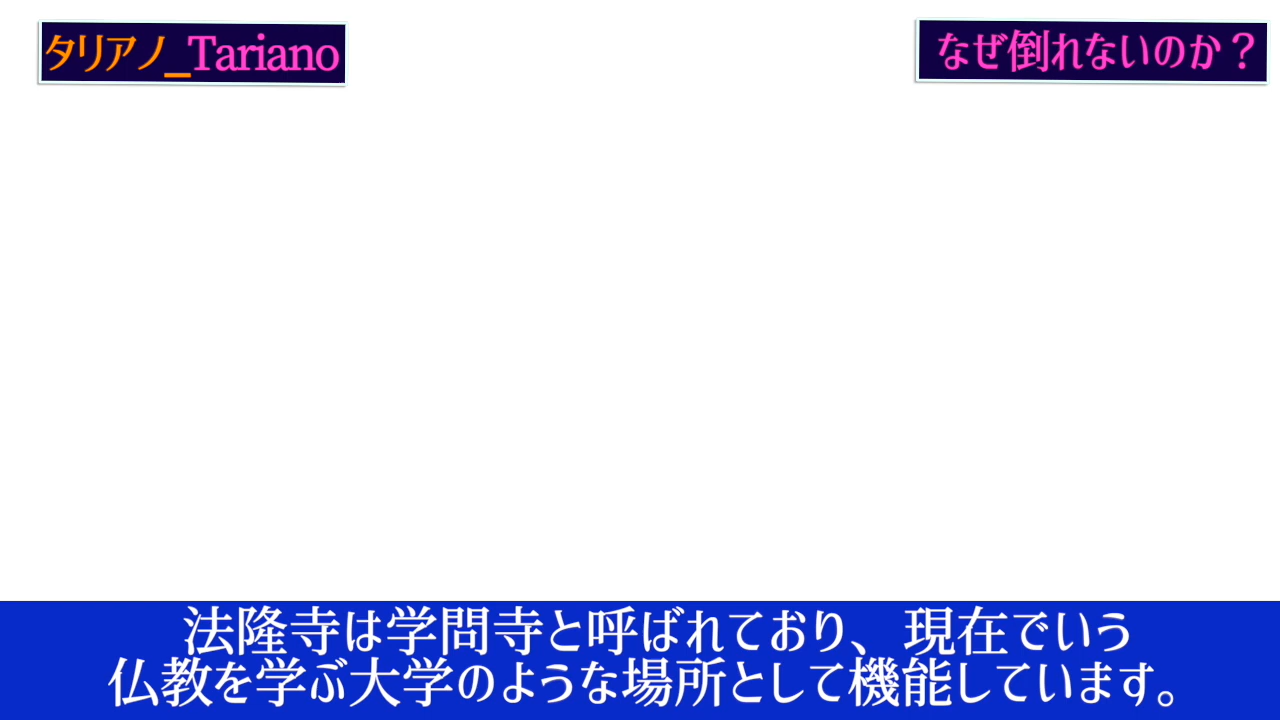 タリアノ_Tariano
なぜ倒れないのか？
法隆寺は学問寺と呼ばれており、現在でいう
仏教を学ぶ大学のような場所として機能しています。